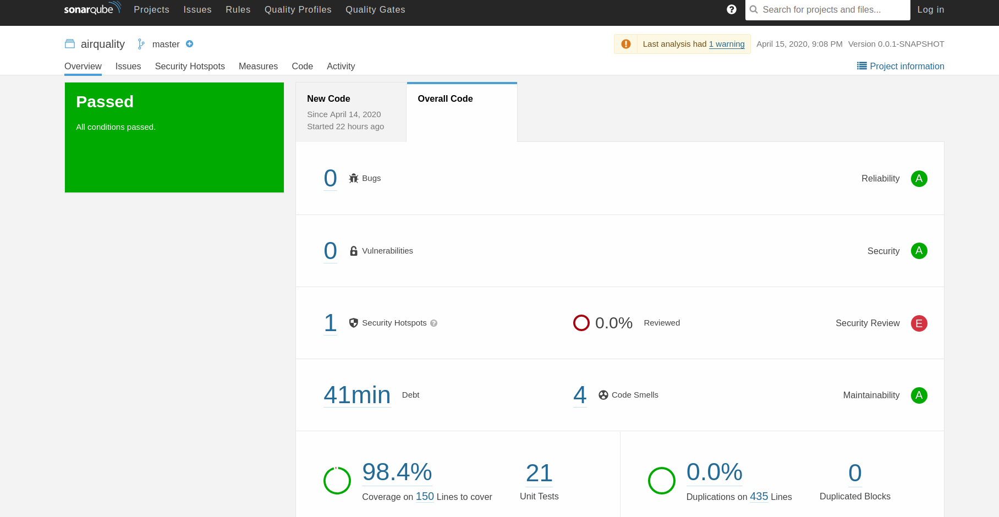 sonarqube Projects Issues Rules Quality Profiles Quality Gates ? Search for projects and files... Log in
airquality master Last analysis had 1 warning April 15, 2020, 9:08 PM Version 0.0.1-SNAPSHOT
Overview Issues Security Hotspots Measures Code Activity Project information
Passed
All conditions passed.
New Code Overall Code
Since April 14, 2020
Started 22 hours ago
0 Bugs Reliability A
0 Vulnerabilities Security A
1 Security Hotspots ? 0.0% Reviewed Security Review E
41min Debt 4 Code Smells Maintainability A
98.4% 21 0.0% 0
Coverage on 150 Lines to cover Unit Tests Duplications on 435 Lines Duplicated Blocks